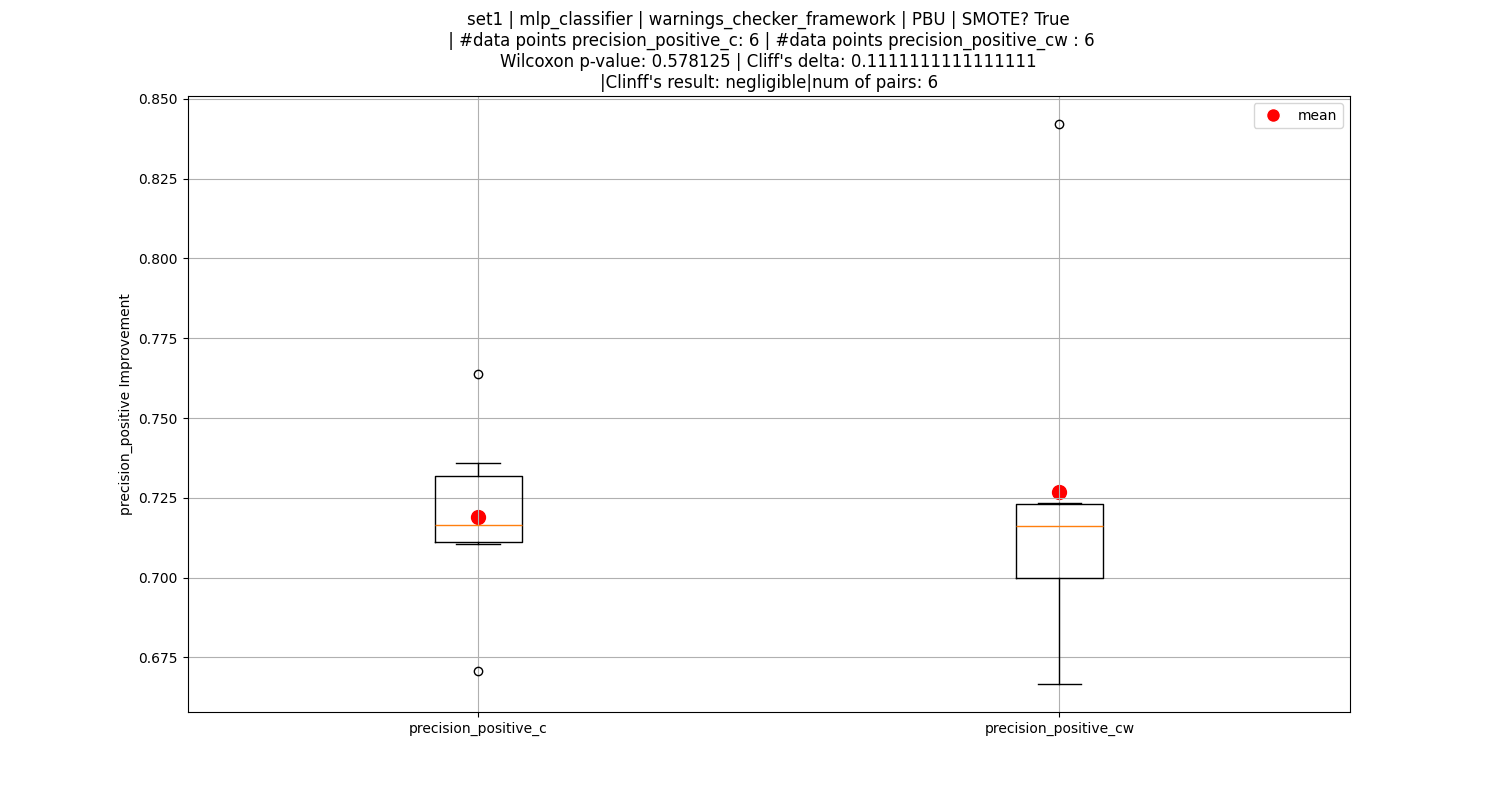 set1 | mlp_classifier | warnings_checker_framework | PBU | SMOTE? True
| #data points precision_positive_c: 6 | #data points precision_positive_cw : 6
Wilcoxon p-value: 0.578125 | Cliff's delta: 0.1111111111111111
|Clinff's result: negligible|num of pairs: 6
0.850
0.825
0.800
0.775
0.750
0.725
0.700
0.675
precision_positive Improvement
mean
precision_positive_c
precision_positive_cw